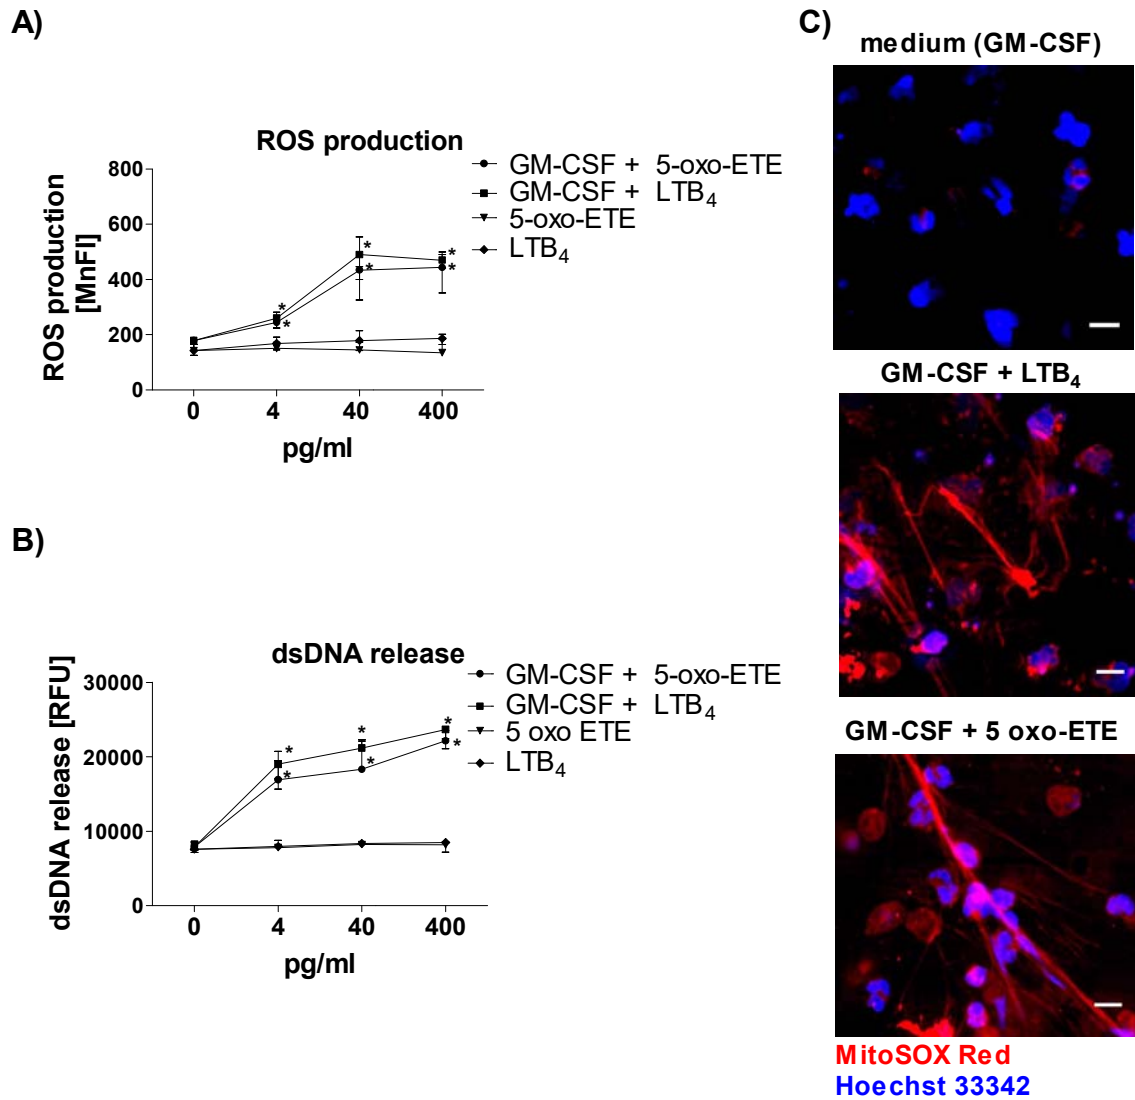 A)
ROS production
ROS production
[MnFI]
800
600
400
200
0
0 4 40 400
pg/ml
GM-CSF + 5-oxo-ETE
GM-CSF + LTB4
5-oxo-ETE
LTB4
* * * * * *
B)
dsDNA release
dsDNA release [RFU]
30000
20000
10000
0
0 4 40 400
pg/ml
GM-CSF + 5-oxo-ETE
GM-CSF + LTB4
5 oxo ETE
LTB4
* * * * * *
C)
medium (GM-CSF)
GM-CSF + LTB4
GM-CSF + 5 oxo-ETE
MitoSOX Red
Hoechst 33342